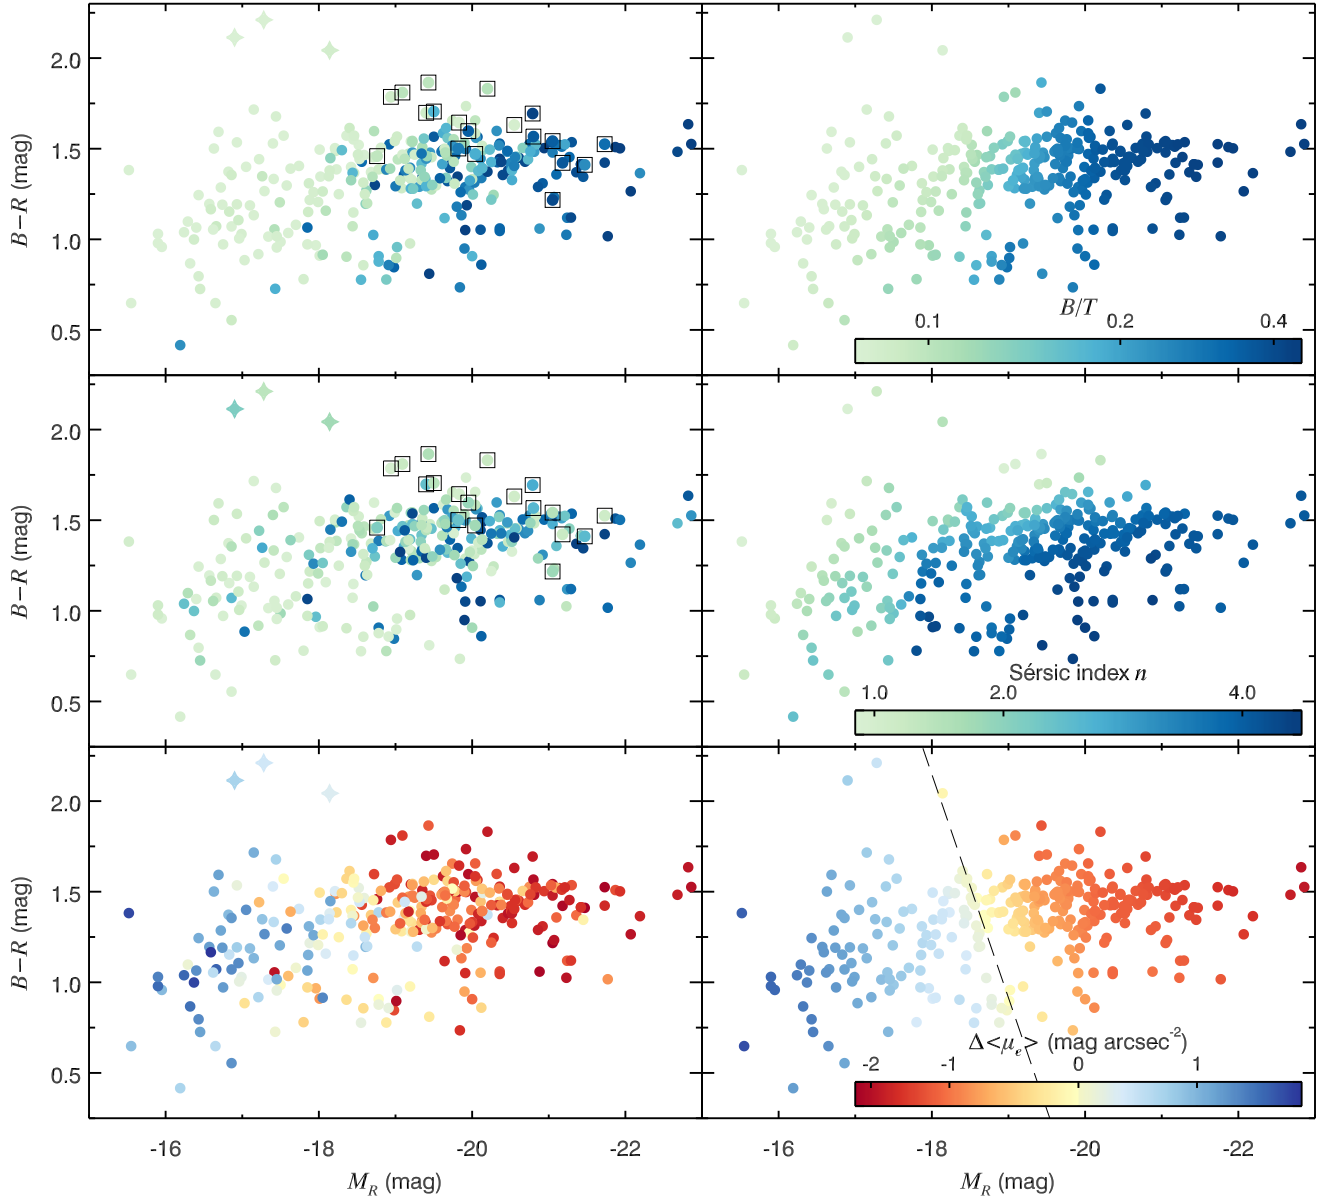 2.0
1.5
1.0
0.5
B−R (mag)
B/T
0.1 0.2 0.4
2.0
1.5
1.0
0.5
B−R (mag)
Sérsic index n
1.0 2.0 4.0
2.0
1.5
1.0
0.5
B−R (mag)
Δ<μe> (mag arcsec-2)
-2 -1 0 1
-16 -18 -20 -22 -16 -18 -20 -22
MR (mag) MR (mag)